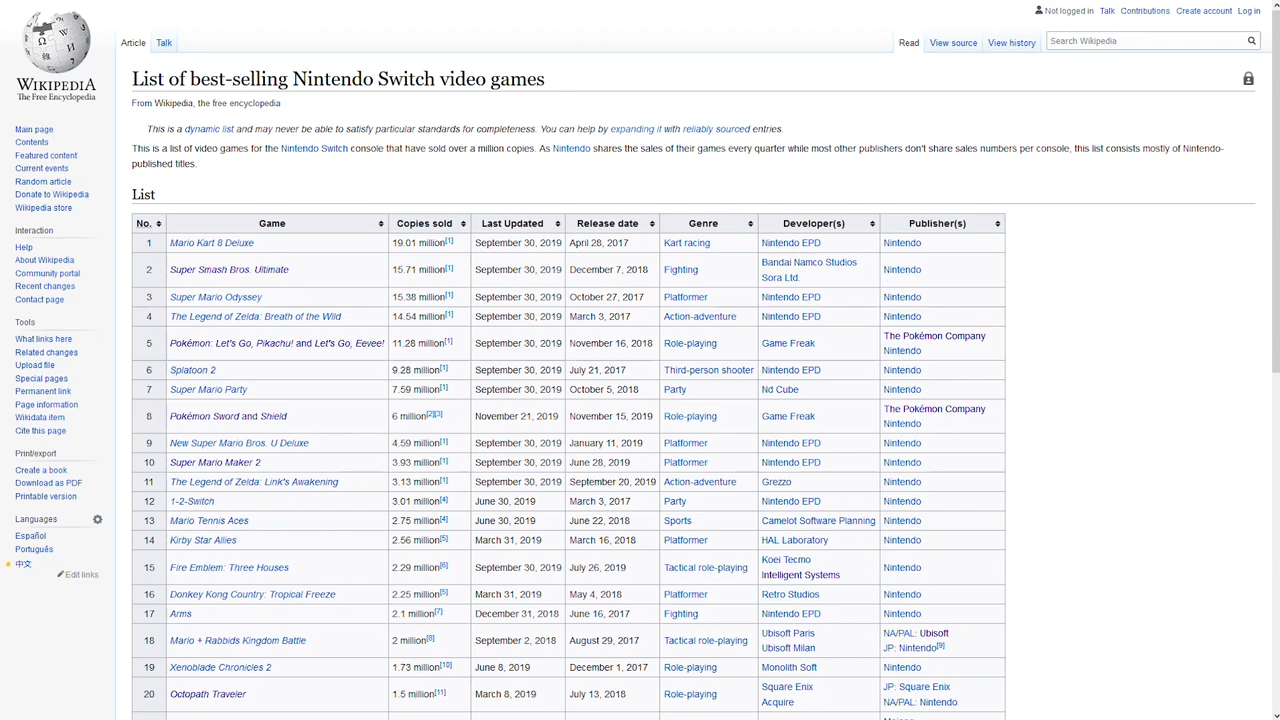 Not logged in Talk Contributions Create account Log in
Article Talk Read View source View history Search Wikipedia
WIKIPEDIA
The Free Encyclopedia
Main page
Contents
Featured content
Current events
Random article
Donate to Wikipedia
Wikipedia store
Interaction
Help
About Wikipedia
Community portal
Recent changes
Contact page
Tools
What links here
Related changes
Upload file
Special pages
Permanent link
Page information
Wikidata item
Cite this page
Print/export
Create a book
Download as PDF
Printable version
Languages
Español
Português
中文
Edit links
List of best-selling Nintendo Switch video games
From Wikipedia, the free encyclopedia
This is a dynamic list and may never be able to satisfy particular standards for completeness. You can help by expanding it with reliably sourced entries.
This is a list of video games for the Nintendo Switch console that have sold over a million copies. As Nintendo shares the sales of their games every quarter while most other publishers don't share sales numbers per console, this list consists mostly of Nintendo-
published titles.
List
No. Game Copies sold Last Updated Release date Genre Developer(s) Publisher(s)
1 Mario Kart 8 Deluxe 19.01 million[1] September 30, 2019 April 28, 2017 Kart racing Nintendo EPD Nintendo
2 Super Smash Bros. Ultimate 15.71 million[1] September 30, 2019 December 7, 2018 Fighting Bandai Namco Studios Nintendo
Sora Ltd.
3 Super Mario Odyssey 15.38 million[1] September 30, 2019 October 27, 2017 Platformer Nintendo EPD Nintendo
4 The Legend of Zelda: Breath of the Wild 14.54 million[1] September 30, 2019 March 3, 2017 Action-adventure Nintendo EPD Nintendo
5 Pokémon: Let's Go, Pikachu! and Let's Go, Eevee! 11.28 million[1] September 30, 2019 November 16, 2018 Role-playing Game Freak The Pokémon Company
Nintendo
6 Splatoon 2 9.28 million[1] September 30, 2019 July 21, 2017 Third-person shooter Nintendo EPD Nintendo
7 Super Mario Party 7.59 million[1] September 30, 2019 October 5, 2018 Party Nd Cube Nintendo
8 Pokémon Sword and Shield 6 million[2][3] November 21, 2019 November 15, 2019 Role-playing Game Freak The Pokémon Company
Nintendo
9 New Super Mario Bros. U Deluxe 4.59 million[1] September 30, 2019 January 11, 2019 Platformer Nintendo EPD Nintendo
10 Super Mario Maker 2 3.93 million[1] September 30, 2019 June 28, 2019 Platformer Nintendo EPD Nintendo
11 The Legend of Zelda: Link's Awakening 3.13 million[1] September 30, 2019 September 20, 2019 Action-adventure Grezzo Nintendo
12 1-2-Switch 3.01 million[4] June 30, 2019 March 3, 2017 Party Nintendo EPD Nintendo
13 Mario Tennis Aces 2.75 million[4] June 30, 2019 June 22, 2018 Sports Camelot Software Planning Nintendo
14 Kirby Star Allies 2.56 million[5] March 31, 2019 March 16, 2018 Platformer HAL Laboratory Nintendo
15 Fire Emblem: Three Houses 2.29 million[6] September 30, 2019 July 26, 2019 Tactical role-playing Koei Tecmo Nintendo
Intelligent Systems
16 Donkey Kong Country: Tropical Freeze 2.25 million[5] March 31, 2019 May 4, 2018 Platformer Retro Studios Nintendo
17 Arms 2.1 million[7] December 31, 2018 June 16, 2017 Fighting Nintendo EPD Nintendo
18 Mario + Rabbids Kingdom Battle 2 million[8] September 2, 2018 August 29, 2017 Tactical role-playing Ubisoft Paris NA/PAL: Ubisoft
Ubisoft Milan JP: Nintendo[9]
19 Xenoblade Chronicles 2 1.73 million[10] June 8, 2019 December 1, 2017 Role-playing Monolith Soft Nintendo
20 Octopath Traveler 1.5 million[11] March 8, 2019 July 13, 2018 Role-playing Square Enix JP: Square Enix
Acquire NA/PAL: Nintendo